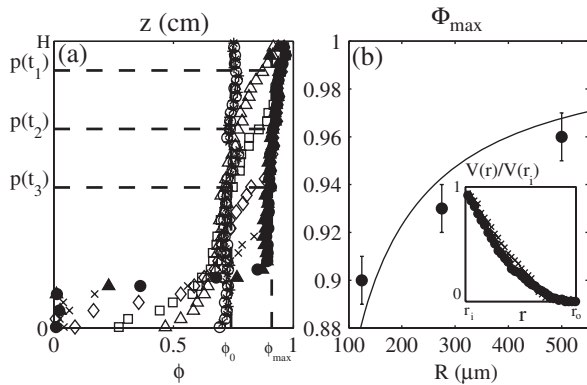 z (cm)
H
(a)
p(t1)
p(t2)
p(t3)
0
0
0.5
ϕ0
ϕmax
1
ϕ
Φmax
1
(b)
0.98
0.96
0.94
0.92
0.9
0.88
100
200
300
400
500
R (μm)
V(r)/V(ri)
1
0
ri
r
ro